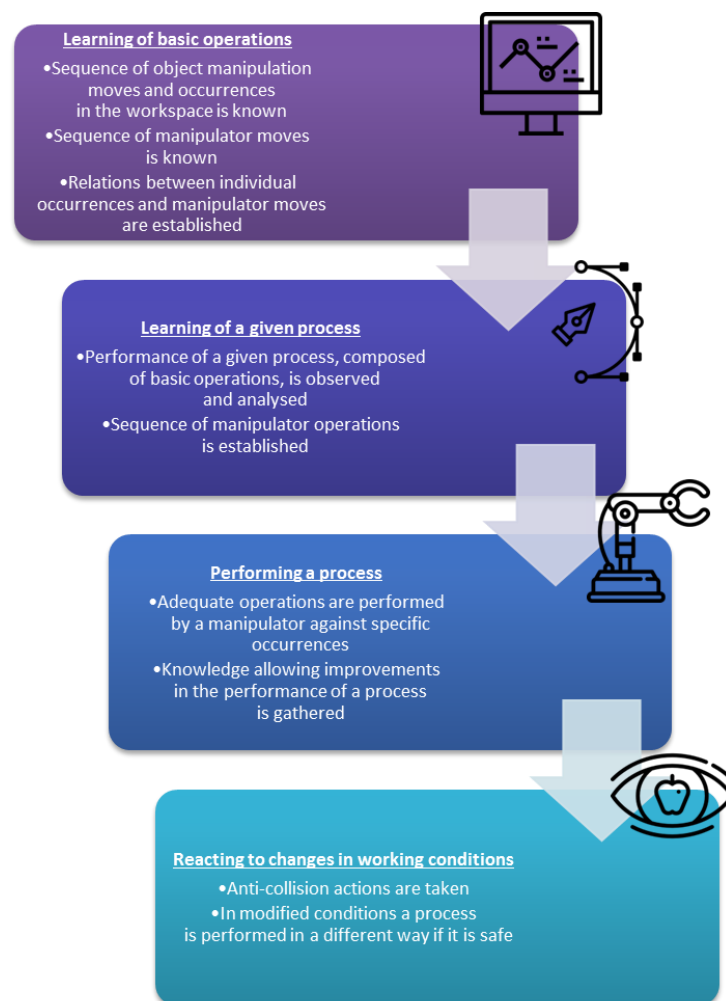 Learning of basic operations
•Sequence of object manipulation
moves and occurrences
in the workspace is known
•Sequence of manipulator moves
is known
•Relations between individual
occurrences and manipulator moves
are established
Learning of a given process
•Performance of a given process, composed
of basic operations, is observed
and analysed
•Sequence of manipulator operations
is established
Performing a process
•Adequate operations are performed
by a manipulator against specific
occurrences
•Knowledge allowing improvements
in the performance of a process
is gathered
Reacting to changes in working conditions
•Anti-collision actions are taken
•In modified conditions a process
is performed in a different way if it is safe